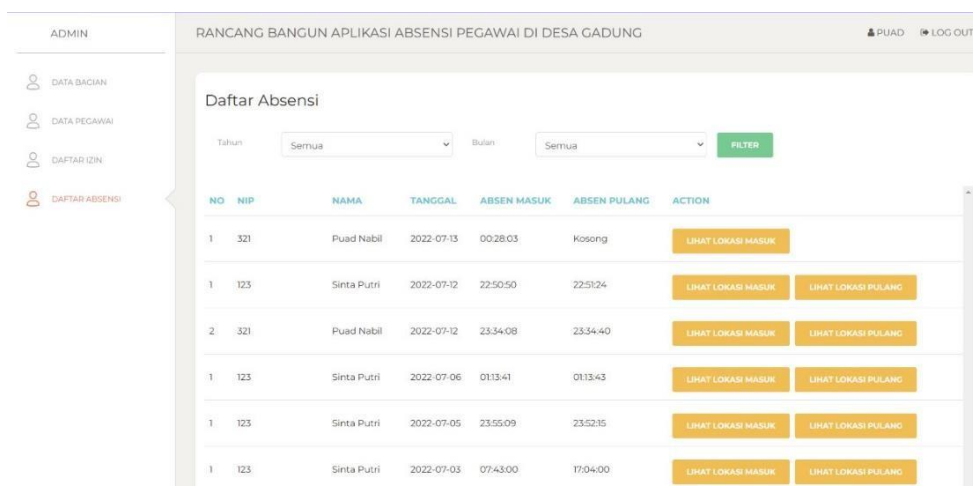 ADMIN
RANCANG BANGUN APLIKASI ABSENSI PEGAWAI DI DESA GADUNG
PUAD LOG OUT
DATA BAGIAN
DATA PEGAWAI
DAFTAR IZIN
DAFTAR ABSENSI
Daftar Absensi
Tahun Semua Bulan Semua FILTER
NO NIP NAMA TANGGAL ABSEN MASUK ABSEN PULANG ACTION
1 321 Puad Nabil 2022-07-13 00:28:03 Kosong LIHAT LOKASI MASUK
1 123 Sinta Putri 2022-07-12 22:50:50 22:51:24 LIHAT LOKASI MASUK LIHAT LOKASI PULANG
2 321 Puad Nabil 2022-07-12 23:34:08 23:34:40 LIHAT LOKASI MASUK LIHAT LOKASI PULANG
1 123 Sinta Putri 2022-07-06 01:13:41 01:13:43 LIHAT LOKASI MASUK LIHAT LOKASI PULANG
1 123 Sinta Putri 2022-07-05 23:55:09 23:52:15 LIHAT LOKASI MASUK LIHAT LOKASI PULANG
1 123 Sinta Putri 2022-07-03 07:43:00 17:04:00 LIHAT LOKASI MASUK LIHAT LOKASI PULANG